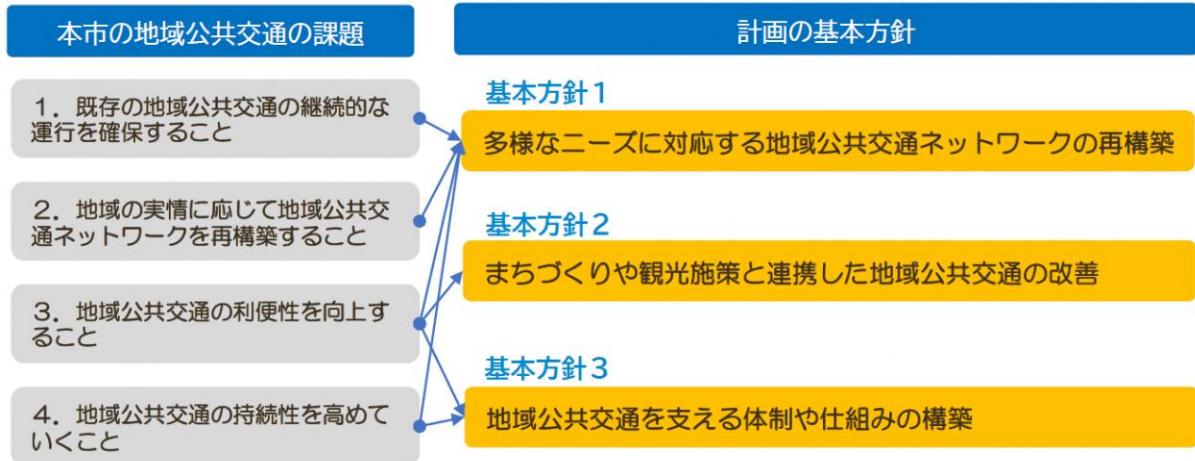 本市の地域公共交通の課題
計画の基本方針
1．既存の地域公共交通の継続的な
運行を確保すること
2．地域の実情に応じて地域公共交
通ネットワークを再構築すること
3．地域公共交通の利便性を向上す
ること
4．地域公共交通の持続性を高めて
いくこと
基本方針1
多様なニーズに対応する地域公共交通ネットワークの再構築
基本方針2
まちづくりや観光施策と連携した地域公共交通の改善
基本方針3
地域公共交通を支える体制や仕組みの構築